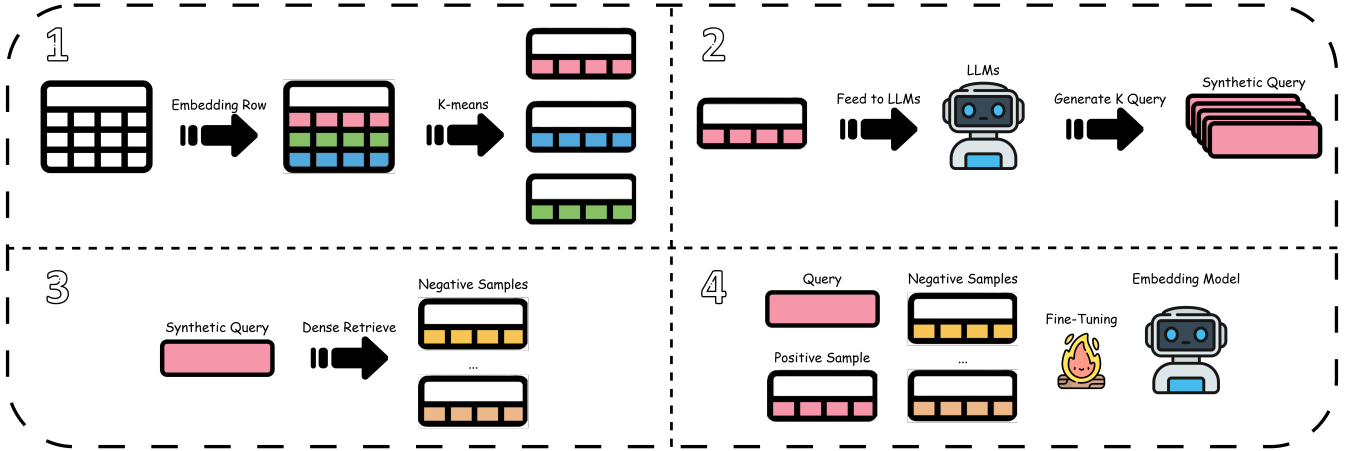 1
Embedding Row
K-means
2
Feed to LLMs
LLMs
Generate K Query
Synthetic Query
3
Synthetic Query
Dense Retrieve
Negative Samples
...
4
Query
Positive Sample
Negative Samples
...
Fine-Tuning
Embedding Model